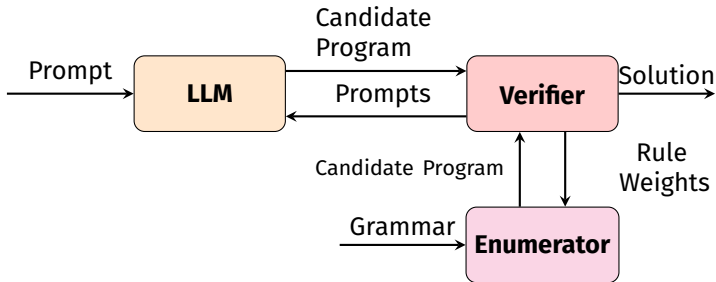 Candidate
Program
Prompt
LLM
Prompts
Verifier
Solution
Candidate Program
Rule
Weights
Grammar
Enumerator